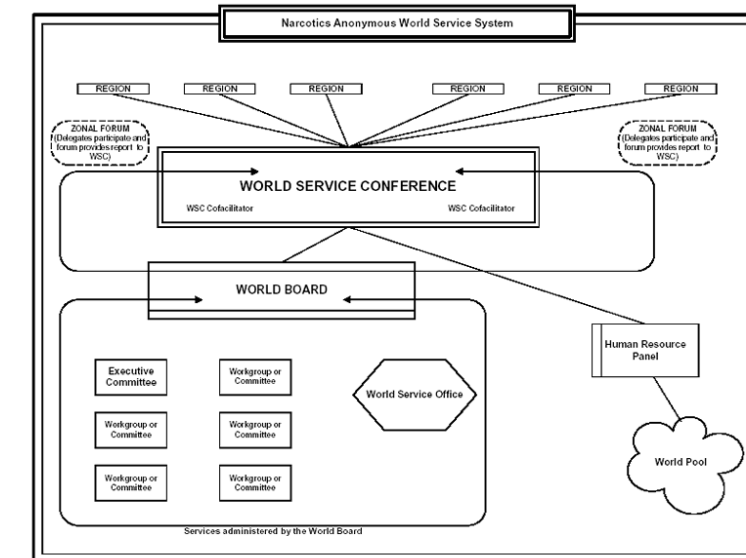 Narcotics Anonymous World Service System
REGION
REGION
REGION
REGION
REGION
REGION
ZONAL FORUM
(Delegates participate and
forum provides report to
WSC)
ZONAL FORUM
(Delegates participate and
forum provides report to
WSC)
WORLD SERVICE CONFERENCE
WSC Cofacilitator
WSC Cofacilitator
WORLD BOARD
Human Resource
Panel
Executive
Committee
Workgroup or
Committee
World Service Office
Workgroup or
Committee
Workgroup or
Committee
Workgroup or
Committee
Workgroup or
Committee
World Pool
Services administered by the World Board